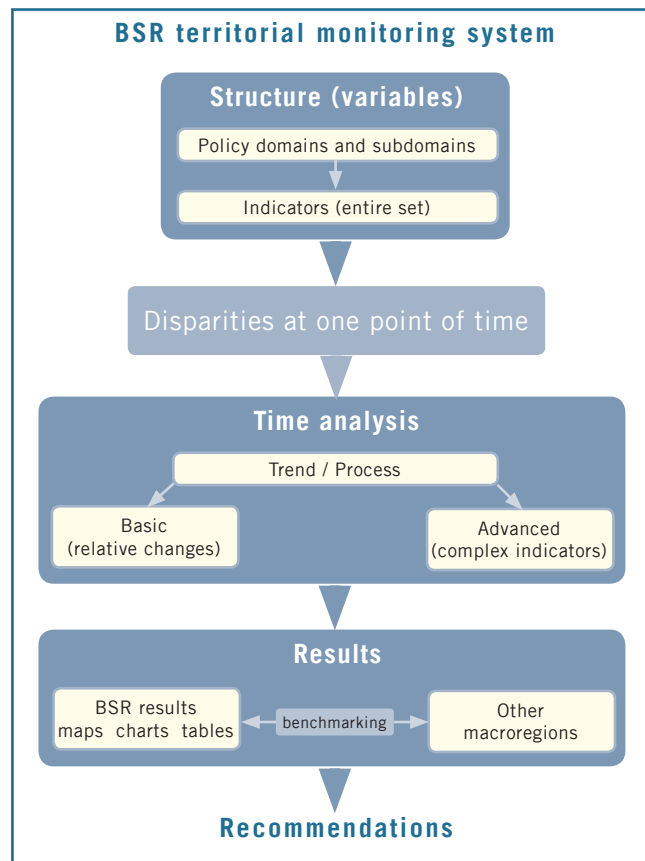 BSR territorial monitoring system
Structure (variables)
Policy domains and subdomains
Indicators (entire set)
Disparities at one point of time
Time analysis
Trend / Process
Basic
(relative changes)
Advanced
(complex indicators)
Results
BSR results
maps charts tables
benchmarking
Other
macroregions
Recommendations